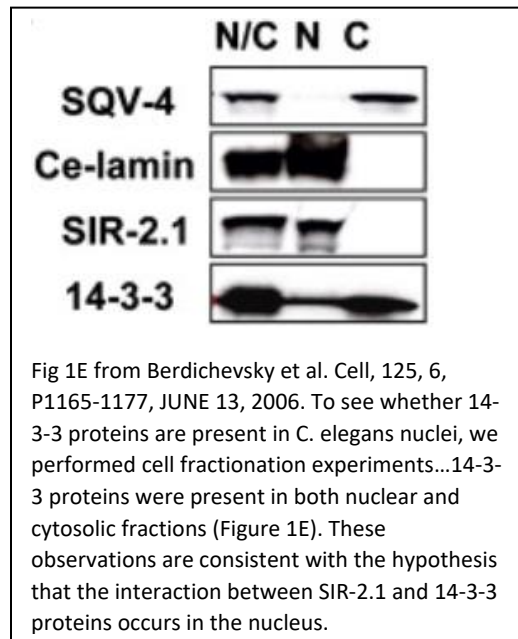 N/C N C
SQV-4
Ce-lamin
SIR-2.1
14-3-3
Fig 1E from Berdichevsky et al. Cell, 125, 6,
P1165-1177, JUNE 13, 2006. To see whether 14-
3-3 proteins are present in C. elegans nuclei, we
performed cell fractionation experiments...14-3-
3 proteins were present in both nuclear and
cytosolic fractions (Figure 1E). These
observations are consistent with the hypothesis
that the interaction between SIR-2.1 and 14-3-3
proteins occurs in the nucleus.